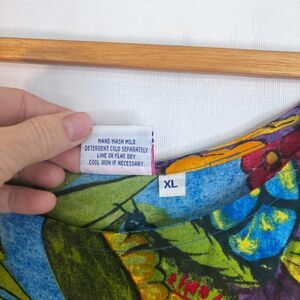 HAND WASH MILD
DETERGENT COLD SEPARATELY
LINE OR FLAT DRY
COOL IRON IF NECESSARY.
XL